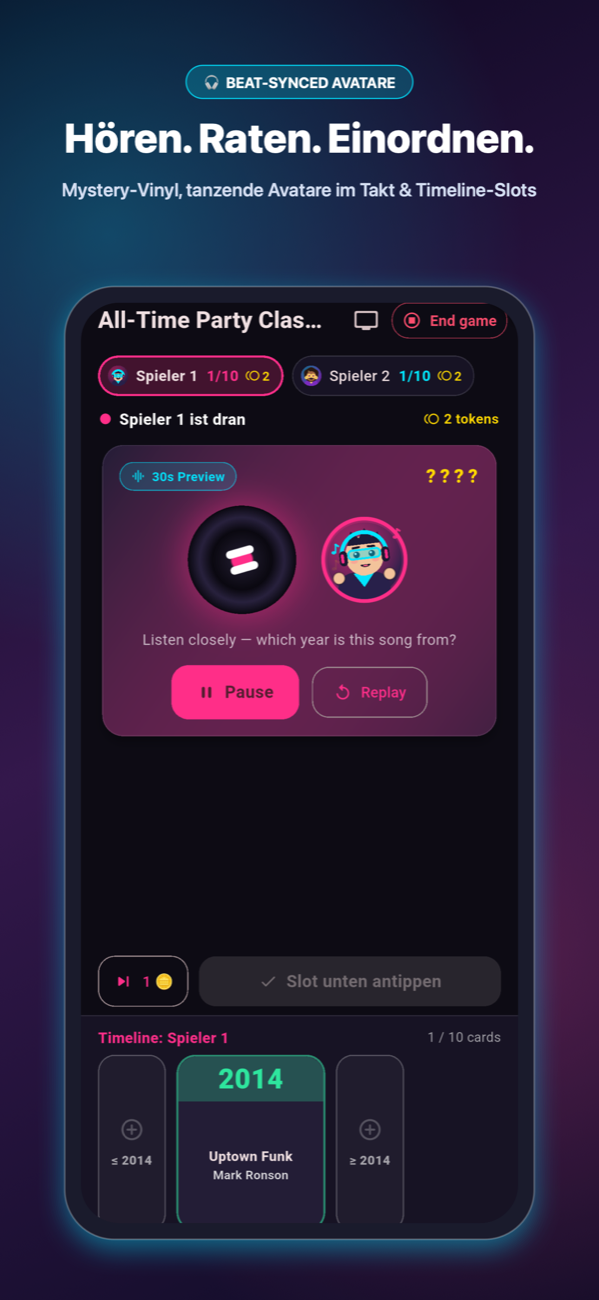 🎧 BEAT-SYNCED AVATARE
Hören. Raten. Einordnen.
Mystery-Vinyl, tanzende Avatare im Takt & Timeline-Slots
All-Time Party Clas...
End game
Spieler 1 1/10 2
Spieler 2 1/10 2
Spieler 1 ist dran
2 tokens
30s Preview
????
Listen closely — which year is this song from?
Pause
Replay
1
Slot unten antippen
Timeline: Spieler 1
1 / 10 cards
2014
≤ 2014
Uptown Funk
Mark Ronson
≥ 2014